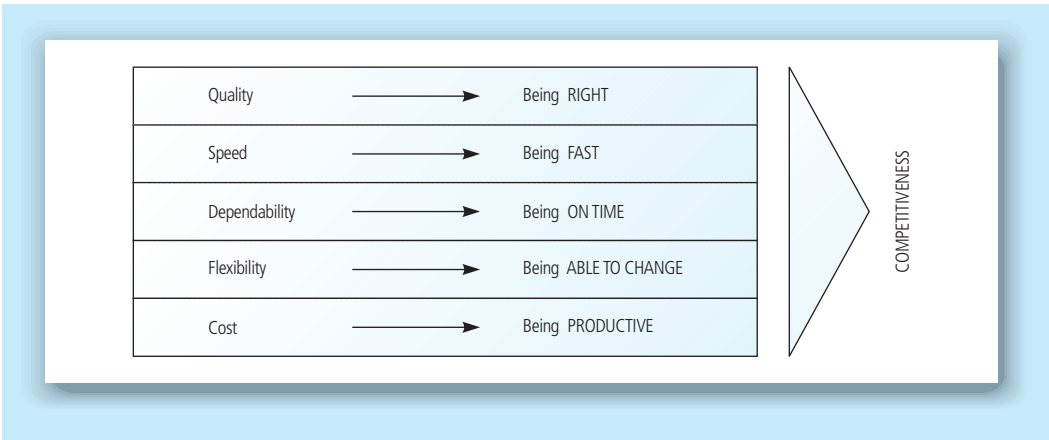 Quality Being RIGHT
Speed Being FAST
Dependability Being ON TIME
Flexibility Being ABLE TO CHANGE
Cost Being PRODUCTIVE
COMPETITIVENESS